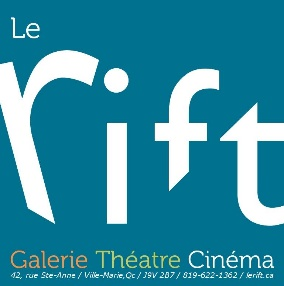 Le
rift
Galerie Théatre Cinéma
42, rue Ste-Anne / Ville-Marie,Qc / J9V 2B7 / 819-622-1362 / lerift.ca